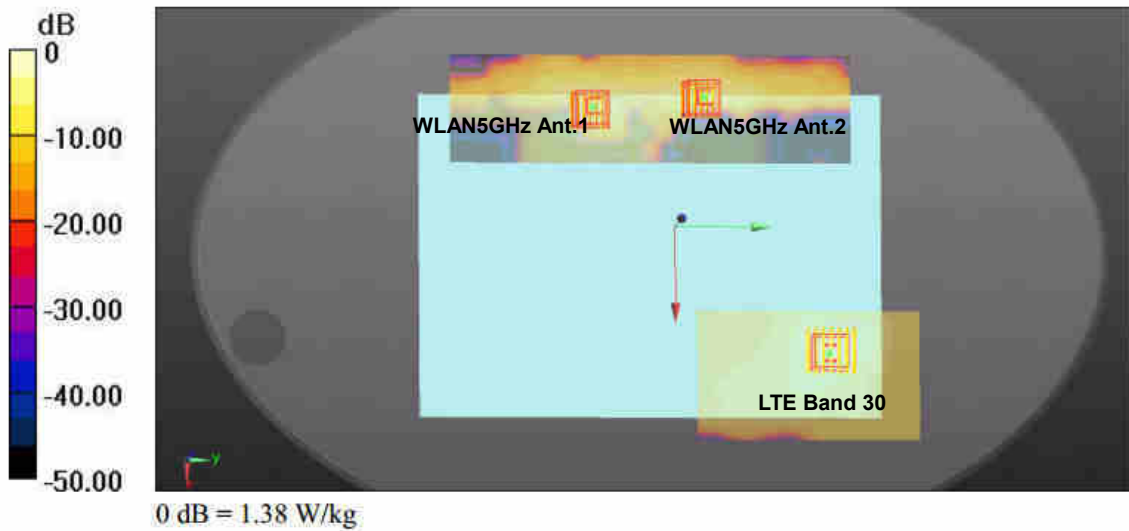 dB
0
-10.00
-20.00
-30.00
-40.00
-50.00
WLAN5GHz Ant.1
WLAN5GHz Ant.2
LTE Band 30
y
0 dB = 1.38 W/kg